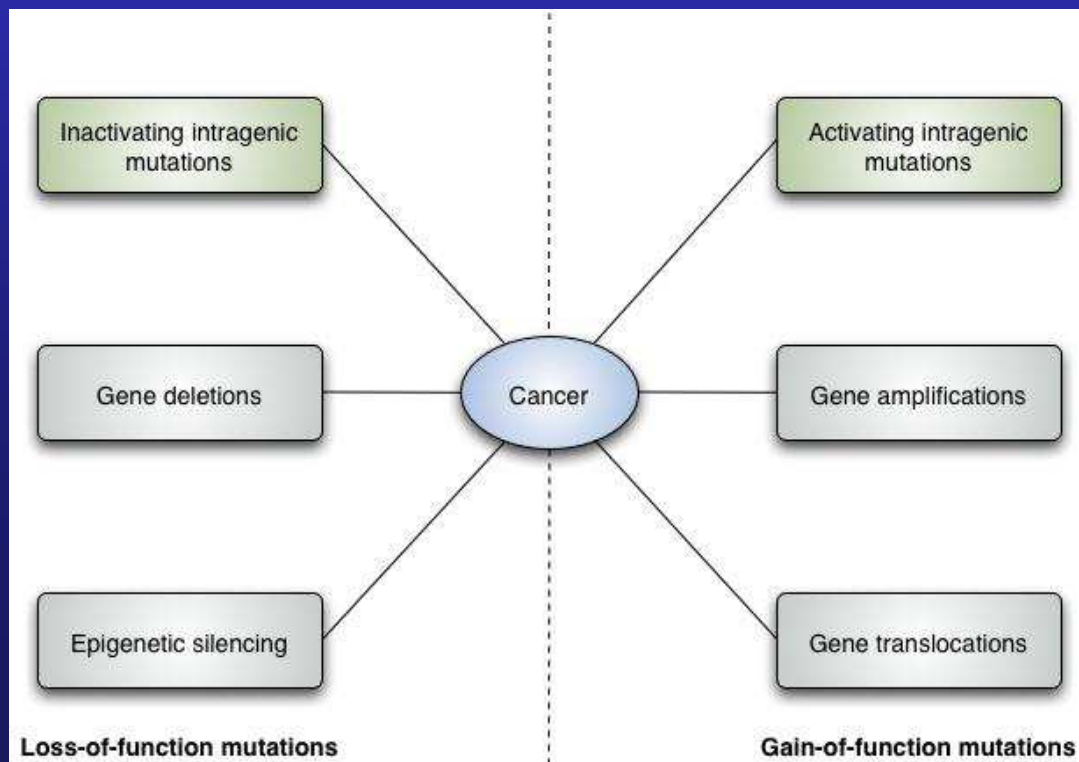 Inactivating intragenic
mutations
Activating intragenic
mutations
Gene deletions
Cancer
Gene amplifications
Epigenetic silencing
Gene translocations
Loss-of-function mutations
Gain-of-function mutations